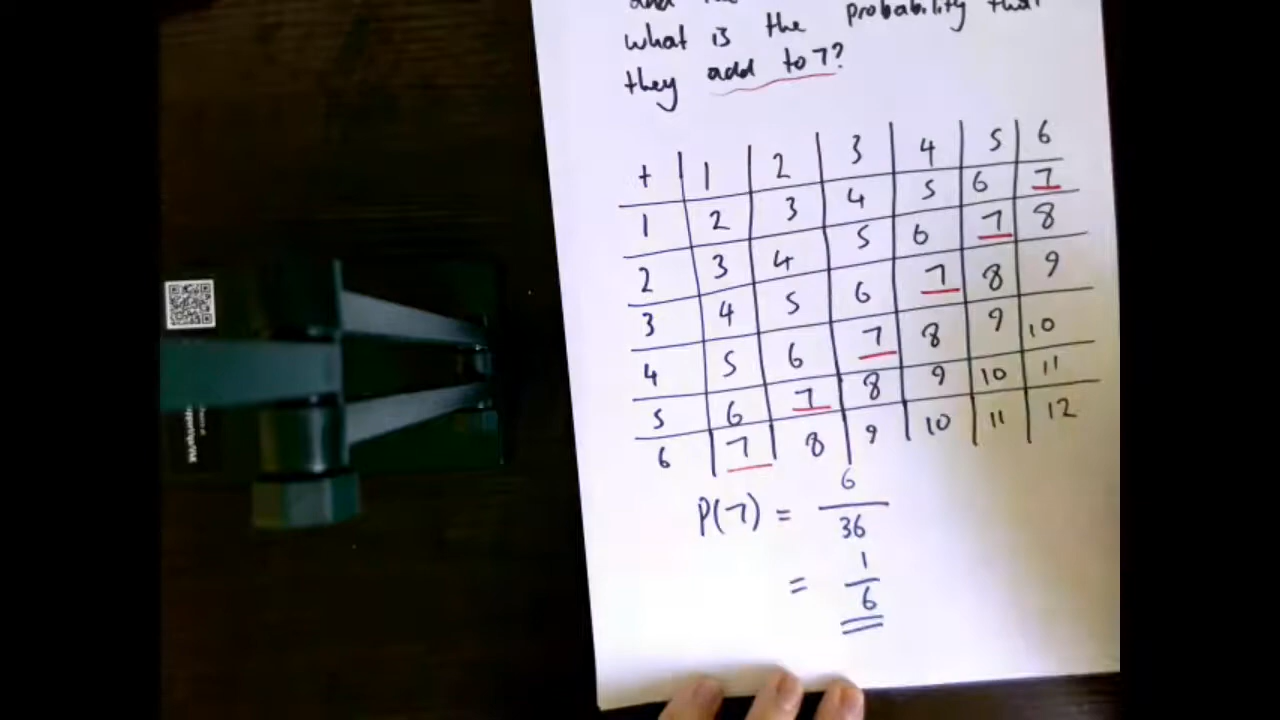 and the
what is the probability that
they add to 7?
+ 1 2 3 4 5 6
1 2 3 4 5 6 7
2 3 4 5 6 7 8
3 4 5 6 7 8 9
4 5 6 7 8 9 10
5 6 7 8 9 10 11
6 7 8 9 10 11 12
P(7) = 6
36
= 1
6